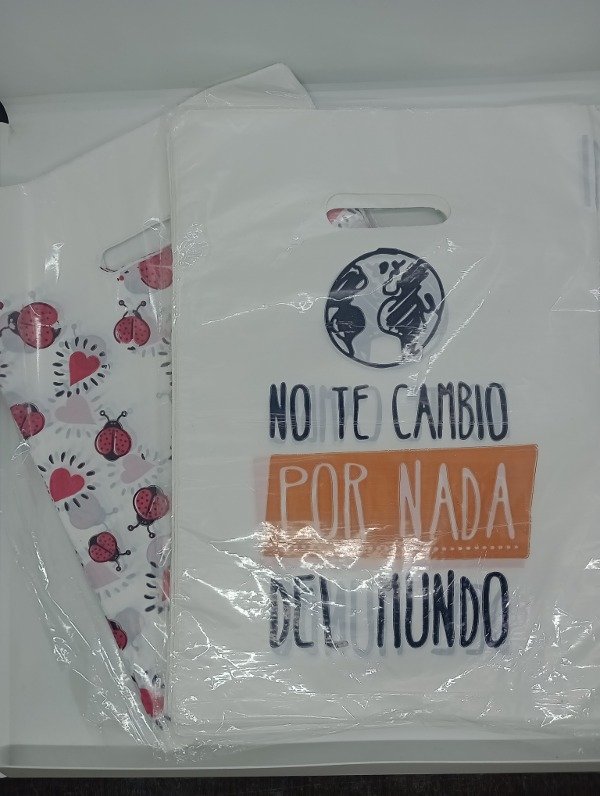 NO TE CAMBIO
POR NADA
DEL MUNDO